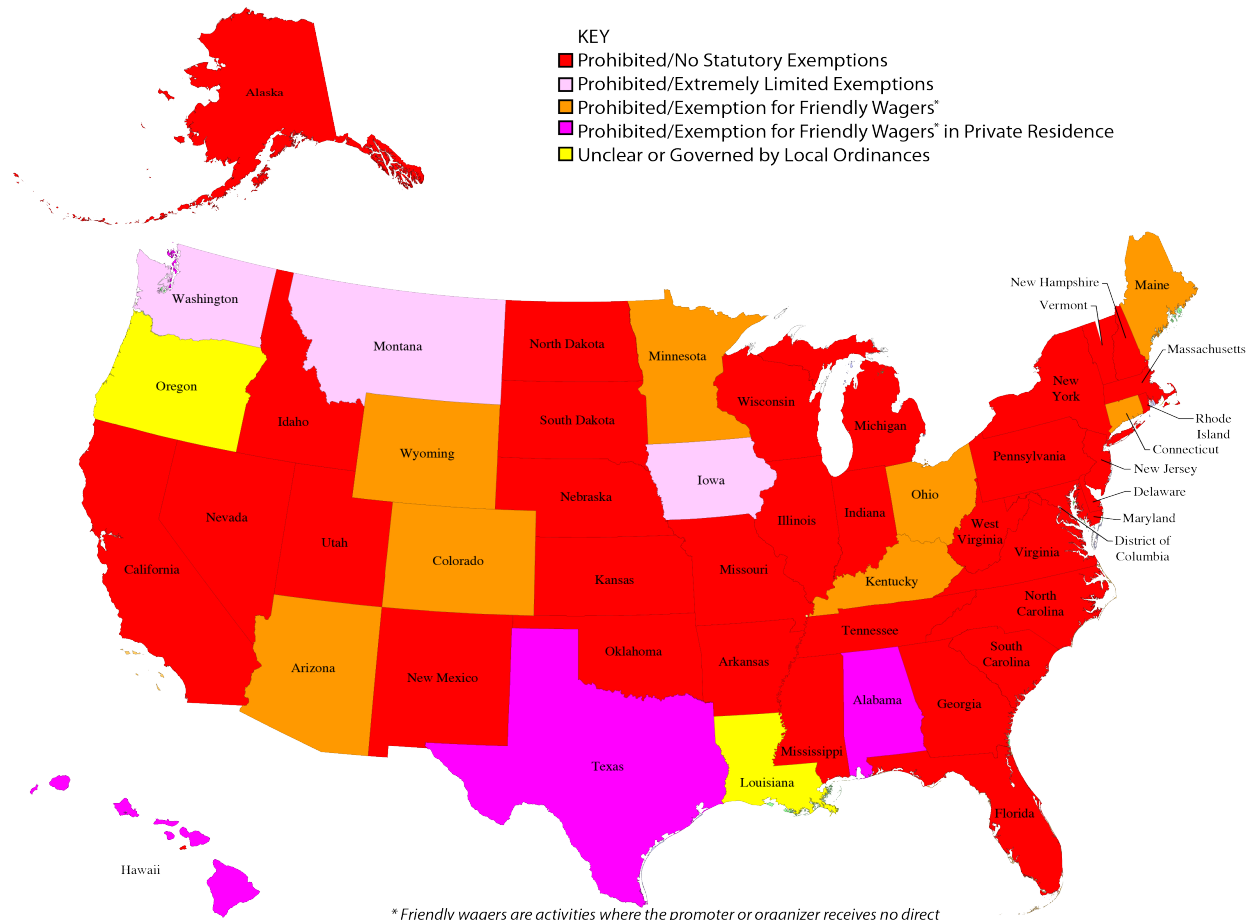 KEY
Prohibited/No Statutory Exemptions
Prohibited/Extremely Limited Exemptions
Prohibited/Exemption for Friendly Wagers*
Prohibited/Exemption for Friendly Wagers* in Private Residence
Unclear or Governed by Local Ordinances
Alaska
Washington
Oregon
Montana
Idaho
Wyoming
North Dakota
South Dakota
Minnesota
Wisconsin
Michigan
Iowa
Nebraska
Nevada
Utah
Colorado
California
Arizona
New Mexico
Kansas
Oklahoma
Texas
Missouri
Arkansas
Louisiana
Illinois
Indiana
Ohio
Kentucky
Tennessee
Mississippi
Alabama
Georgia
Florida
South
Carolina
North
Carolina
Virginia
West
Virginia
Pennsylvania
New
York
Maine
New Hampshire
Vermont
Massachusetts
Rhode
Island
Connecticut
New Jersey
Delaware
Maryland
District of
Columbia
Hawaii
* Friendly wagers are activities where the promoter or organizer receives no direct